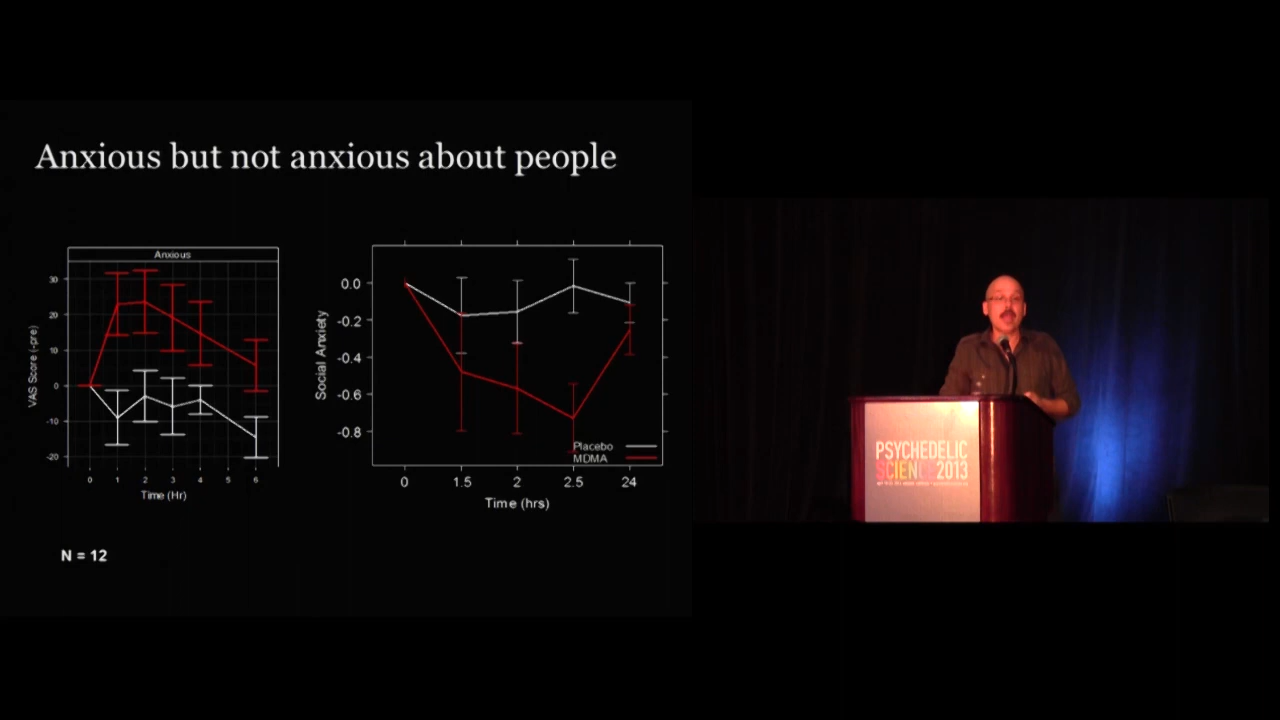 Anxious but not anxious about people
Anxious
30
20
10
0
-10
-20
VAS Score (-pre)
0
1
2
3
4
5
6
Time (Hr)
0.0
-0.2
-0.4
-0.6
-0.8
Social Anxiety
Placebo
MDMA
0
1.5
2
2.5
24
Time (hrs)
N = 12
PSYCHEDELIC
SCIENCE 2013